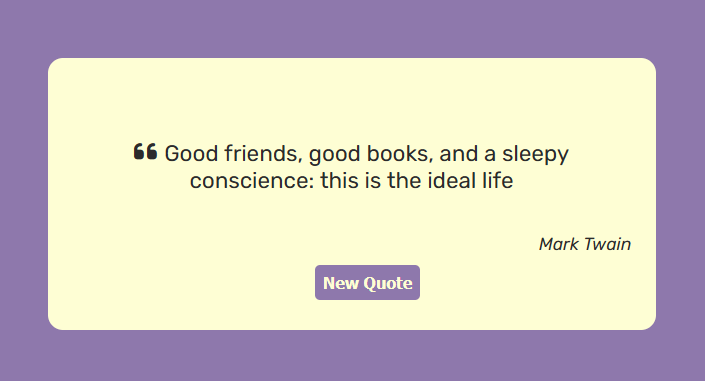 ❝ Good friends, good books, and a sleepy
conscience: this is the ideal life
Mark Twain
New Quote